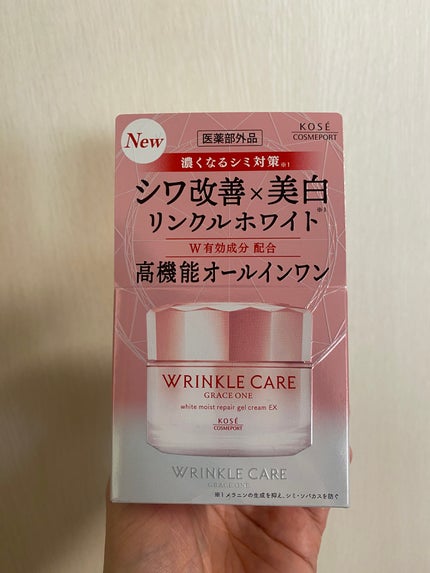 New
医薬部外品
KOSÉ
COSMEPORT
濃くなるシミ対策※1
シワ改善×美白
リンクルホワイト※3
W有効成分 配合
高機能オールインワン
WRINKLE CARE
GRACE ONE
white moist repair gel cream EX
KOSÉ
COSMEPORT
WRINKLE CARE
GRACE ONE
※1 メラニンの生成を抑え、シミ・ソバカスを防ぐ